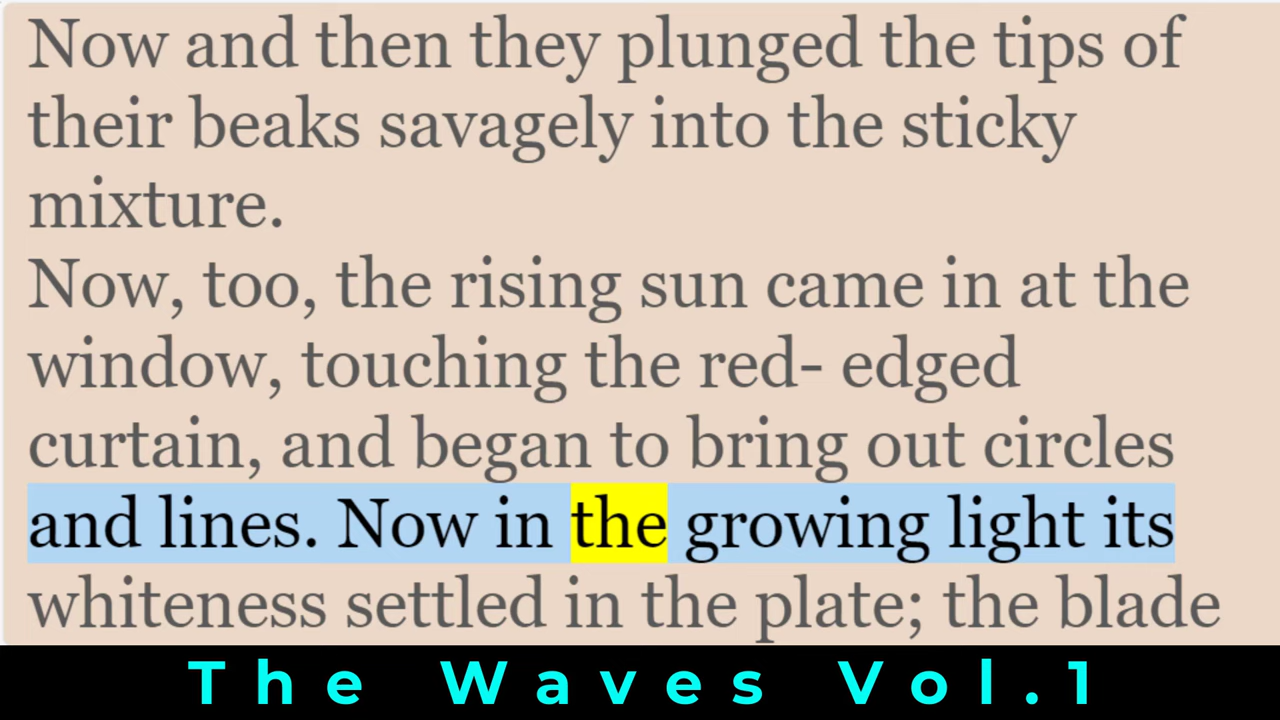 Now and then they plunged the tips of
their beaks savagely into the sticky
mixture.
Now, too, the rising sun came in at the
window, touching the red- edged
curtain, and began to bring out circles
and lines. Now in the growing light its
whiteness settled in the plate; the blade
The Waves Vol.1